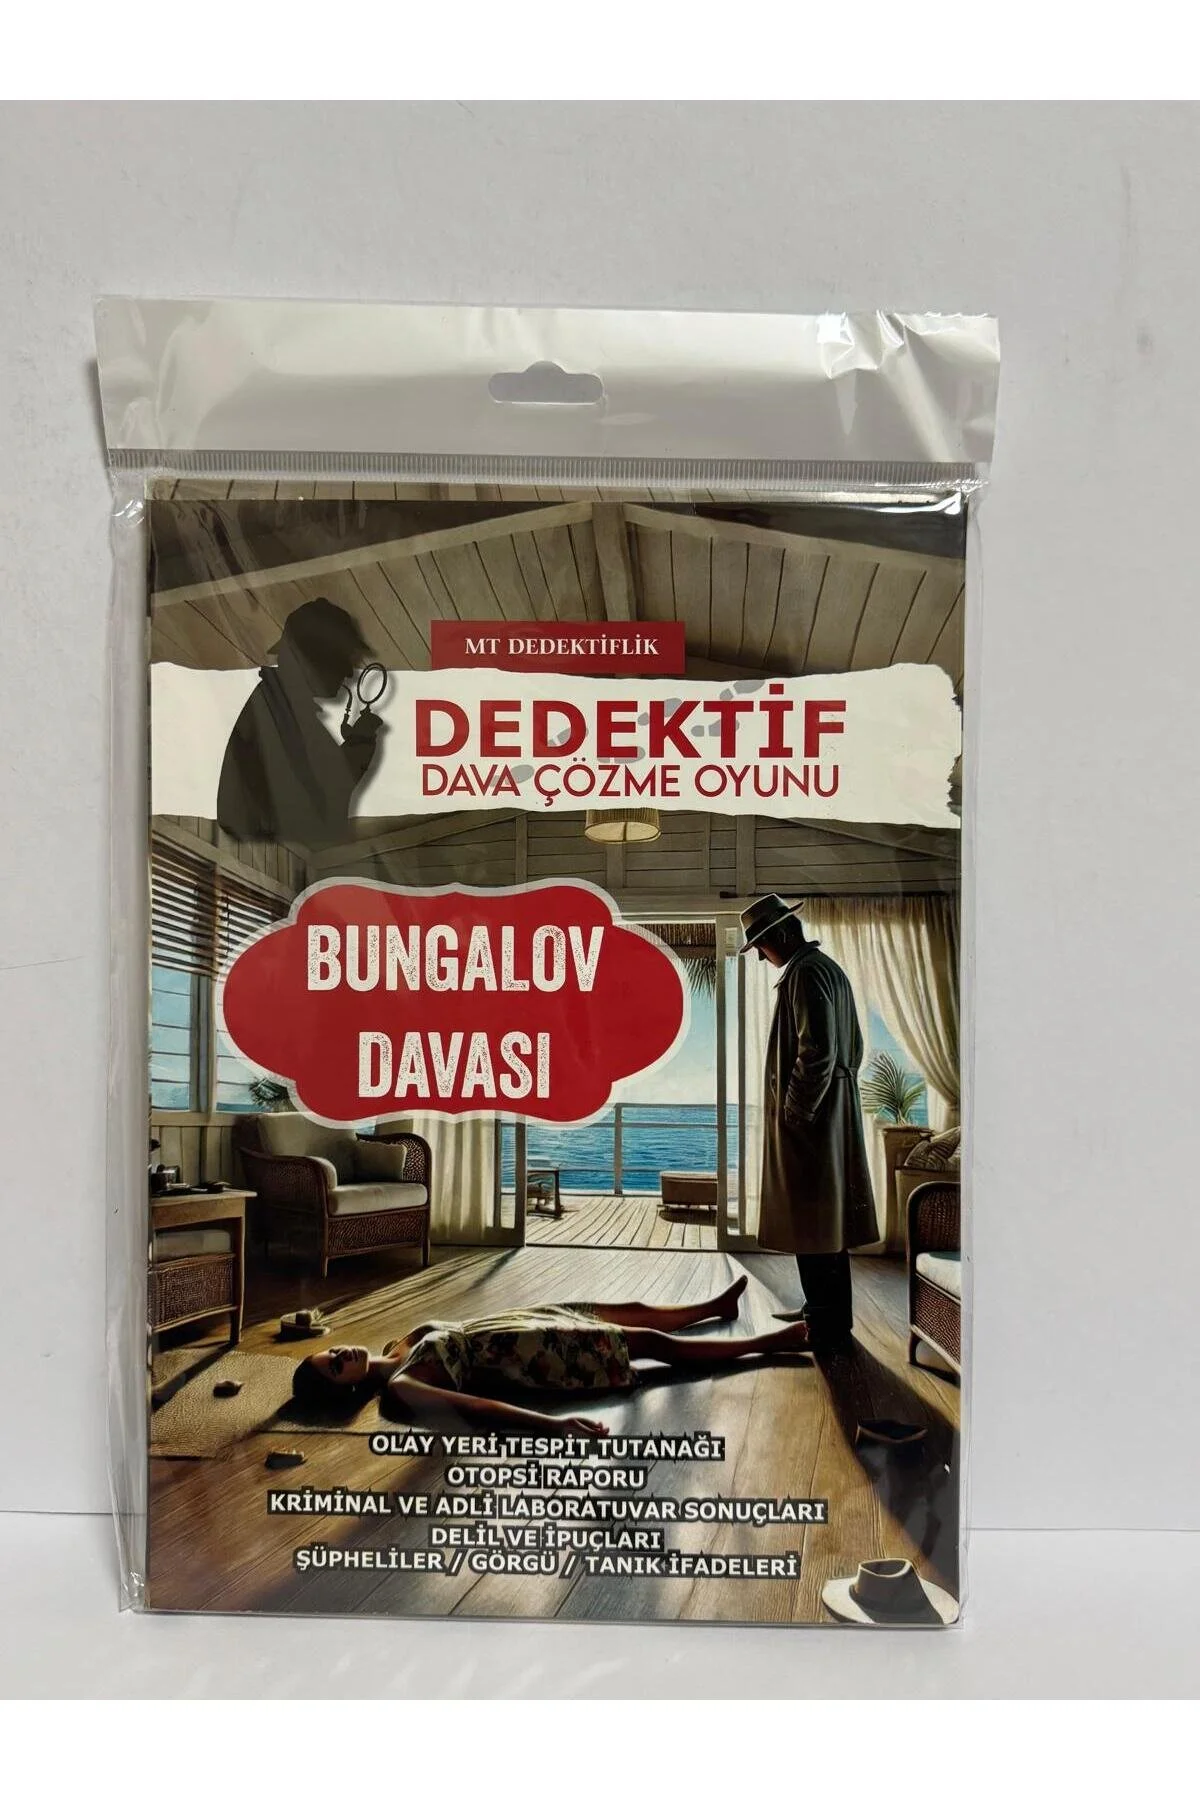 MT DEDEKTİFLİK
DEDEKTİF
DAVA ÇÖZME OYUNU
BUNGALOV
DAVASI
OLAY YERİ TESPİT TUTANAĞI
OTOPSİ RAPORU
KRİMİNAL VE ADLİ LABORATUVAR SONUÇLARI
DELİL VE İPUÇLARI
ŞÜPHELİLER / GÖRGÜ / TANIK İFADELERİ